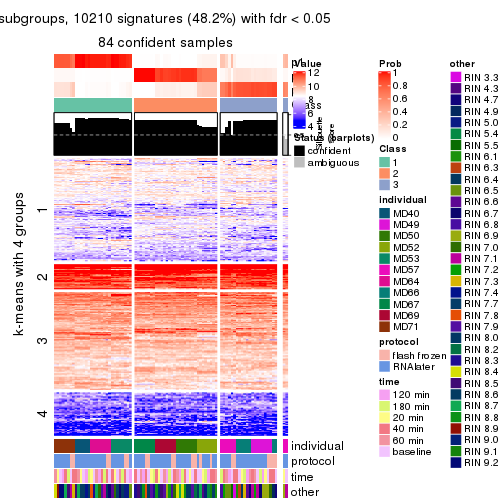 subgroups, 10210 signatures (48.2%) with fdr < 0.05
84 confident samples
k-means with 4 groups
1
2
3
4
individual
protocol
time
other
Value
12
10
8
6
4
Silhouette
score
Status (barplots)
confident
ambiguous
Prob
1
0.8
0.6
0.4
0.2
0
Class
1
2
3
individual
MD40
MD49
MD50
MD52
MD53
MD57
MD64
MD66
MD67
MD69
MD71
protocol
flash frozen
RNAlater
time
120 min
180 min
20 min
40 min
60 min
baseline
other
RIN 3.3
RIN 4.3
RIN 4.7
RIN 4.9
RIN 5.0
RIN 5.4
RIN 5.5
RIN 6.1
RIN 6.3
RIN 6.4
RIN 6.5
RIN 6.6
RIN 6.7
RIN 6.8
RIN 6.9
RIN 7.0
RIN 7.1
RIN 7.2
RIN 7.3
RIN 7.4
RIN 7.7
RIN 7.8
RIN 7.9
RIN 8.0
RIN 8.2
RIN 8.3
RIN 8.4
RIN 8.5
RIN 8.6
RIN 8.7
RIN 8.8
RIN 8.9
RIN 9.0
RIN 9.1
RIN 9.2